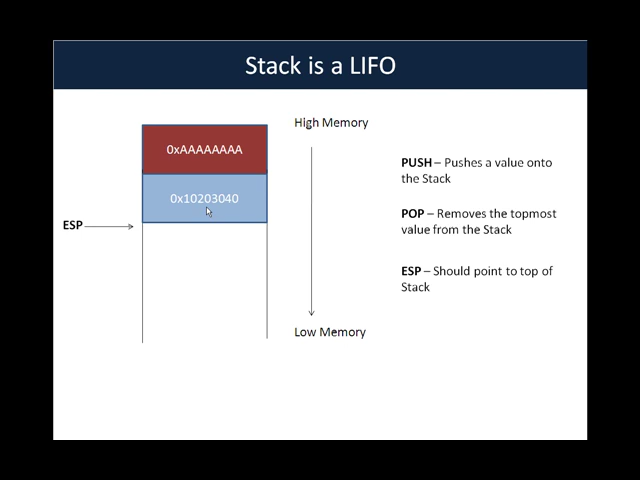 Stack is a LIFO
High Memory
0xAAAAAAAA
PUSH – Pushes a value onto
the Stack
0x10203040
POP – Removes the topmost
value from the Stack
ESP
ESP – Should point to top of
Stack
Low Memory